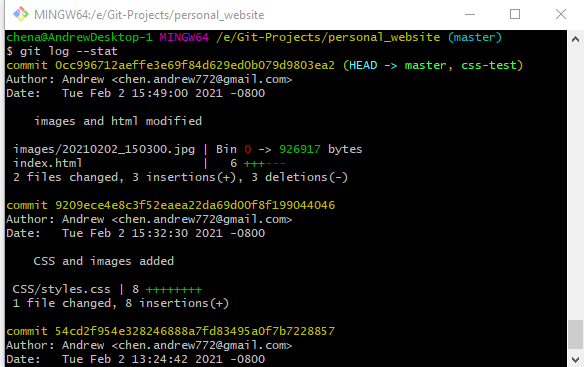 MINGW64:/e/Git-Projects/personal_website
chena@AndrewDesktop-1 MINGW64 /e/Git-Projects/personal_website (master)
$ git log --stat
commit 0cc996712aeffe3e69f84d629ed0b079d9803ea2 (HEAD -> master, css-test)
Author: Andrew <chen.andrew772@gmail.com>
Date:   Tue Feb 2 15:49:00 2021 -0800
    images and html modified
 images/20210202_150300.jpg | Bin 0 -> 926917 bytes
 index.html                 |   6 +++---
 2 files changed, 3 insertions(+), 3 deletions(-)
commit 9209ece4e8c3f52eaea22da69d00f8f199044046
Author: Andrew <chen.andrew772@gmail.com>
Date:   Tue Feb 2 15:32:30 2021 -0800
    CSS and images added
 CSS/styles.css | 8 ++++++++
 1 file changed, 8 insertions(+)
commit 54cd2f954e328246888a7fd83495a0f7b7228857
Author: Andrew <chen.andrew772@gmail.com>
Date:   Tue Feb 2 13:24:42 2021 -0800